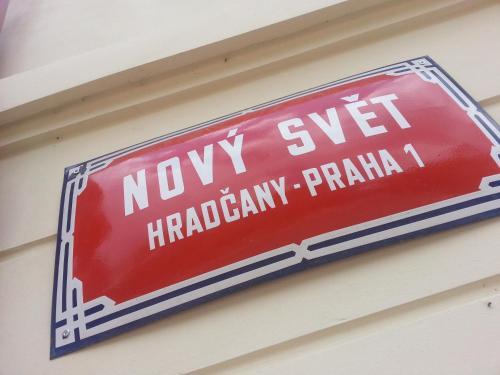 NOVÝ SVĚT
HRADČANY - PRAHA 1